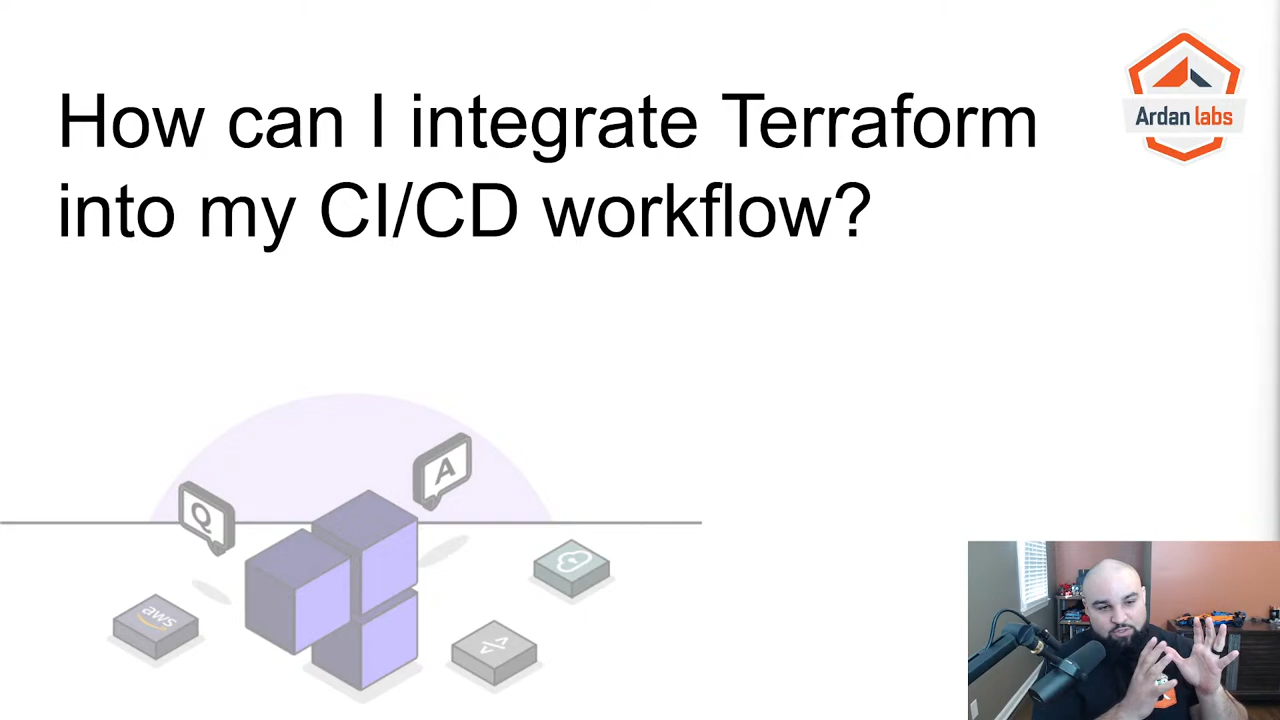 How can I integrate Terraform
into my CI/CD workflow?
Ardan labs
A
Q
aws